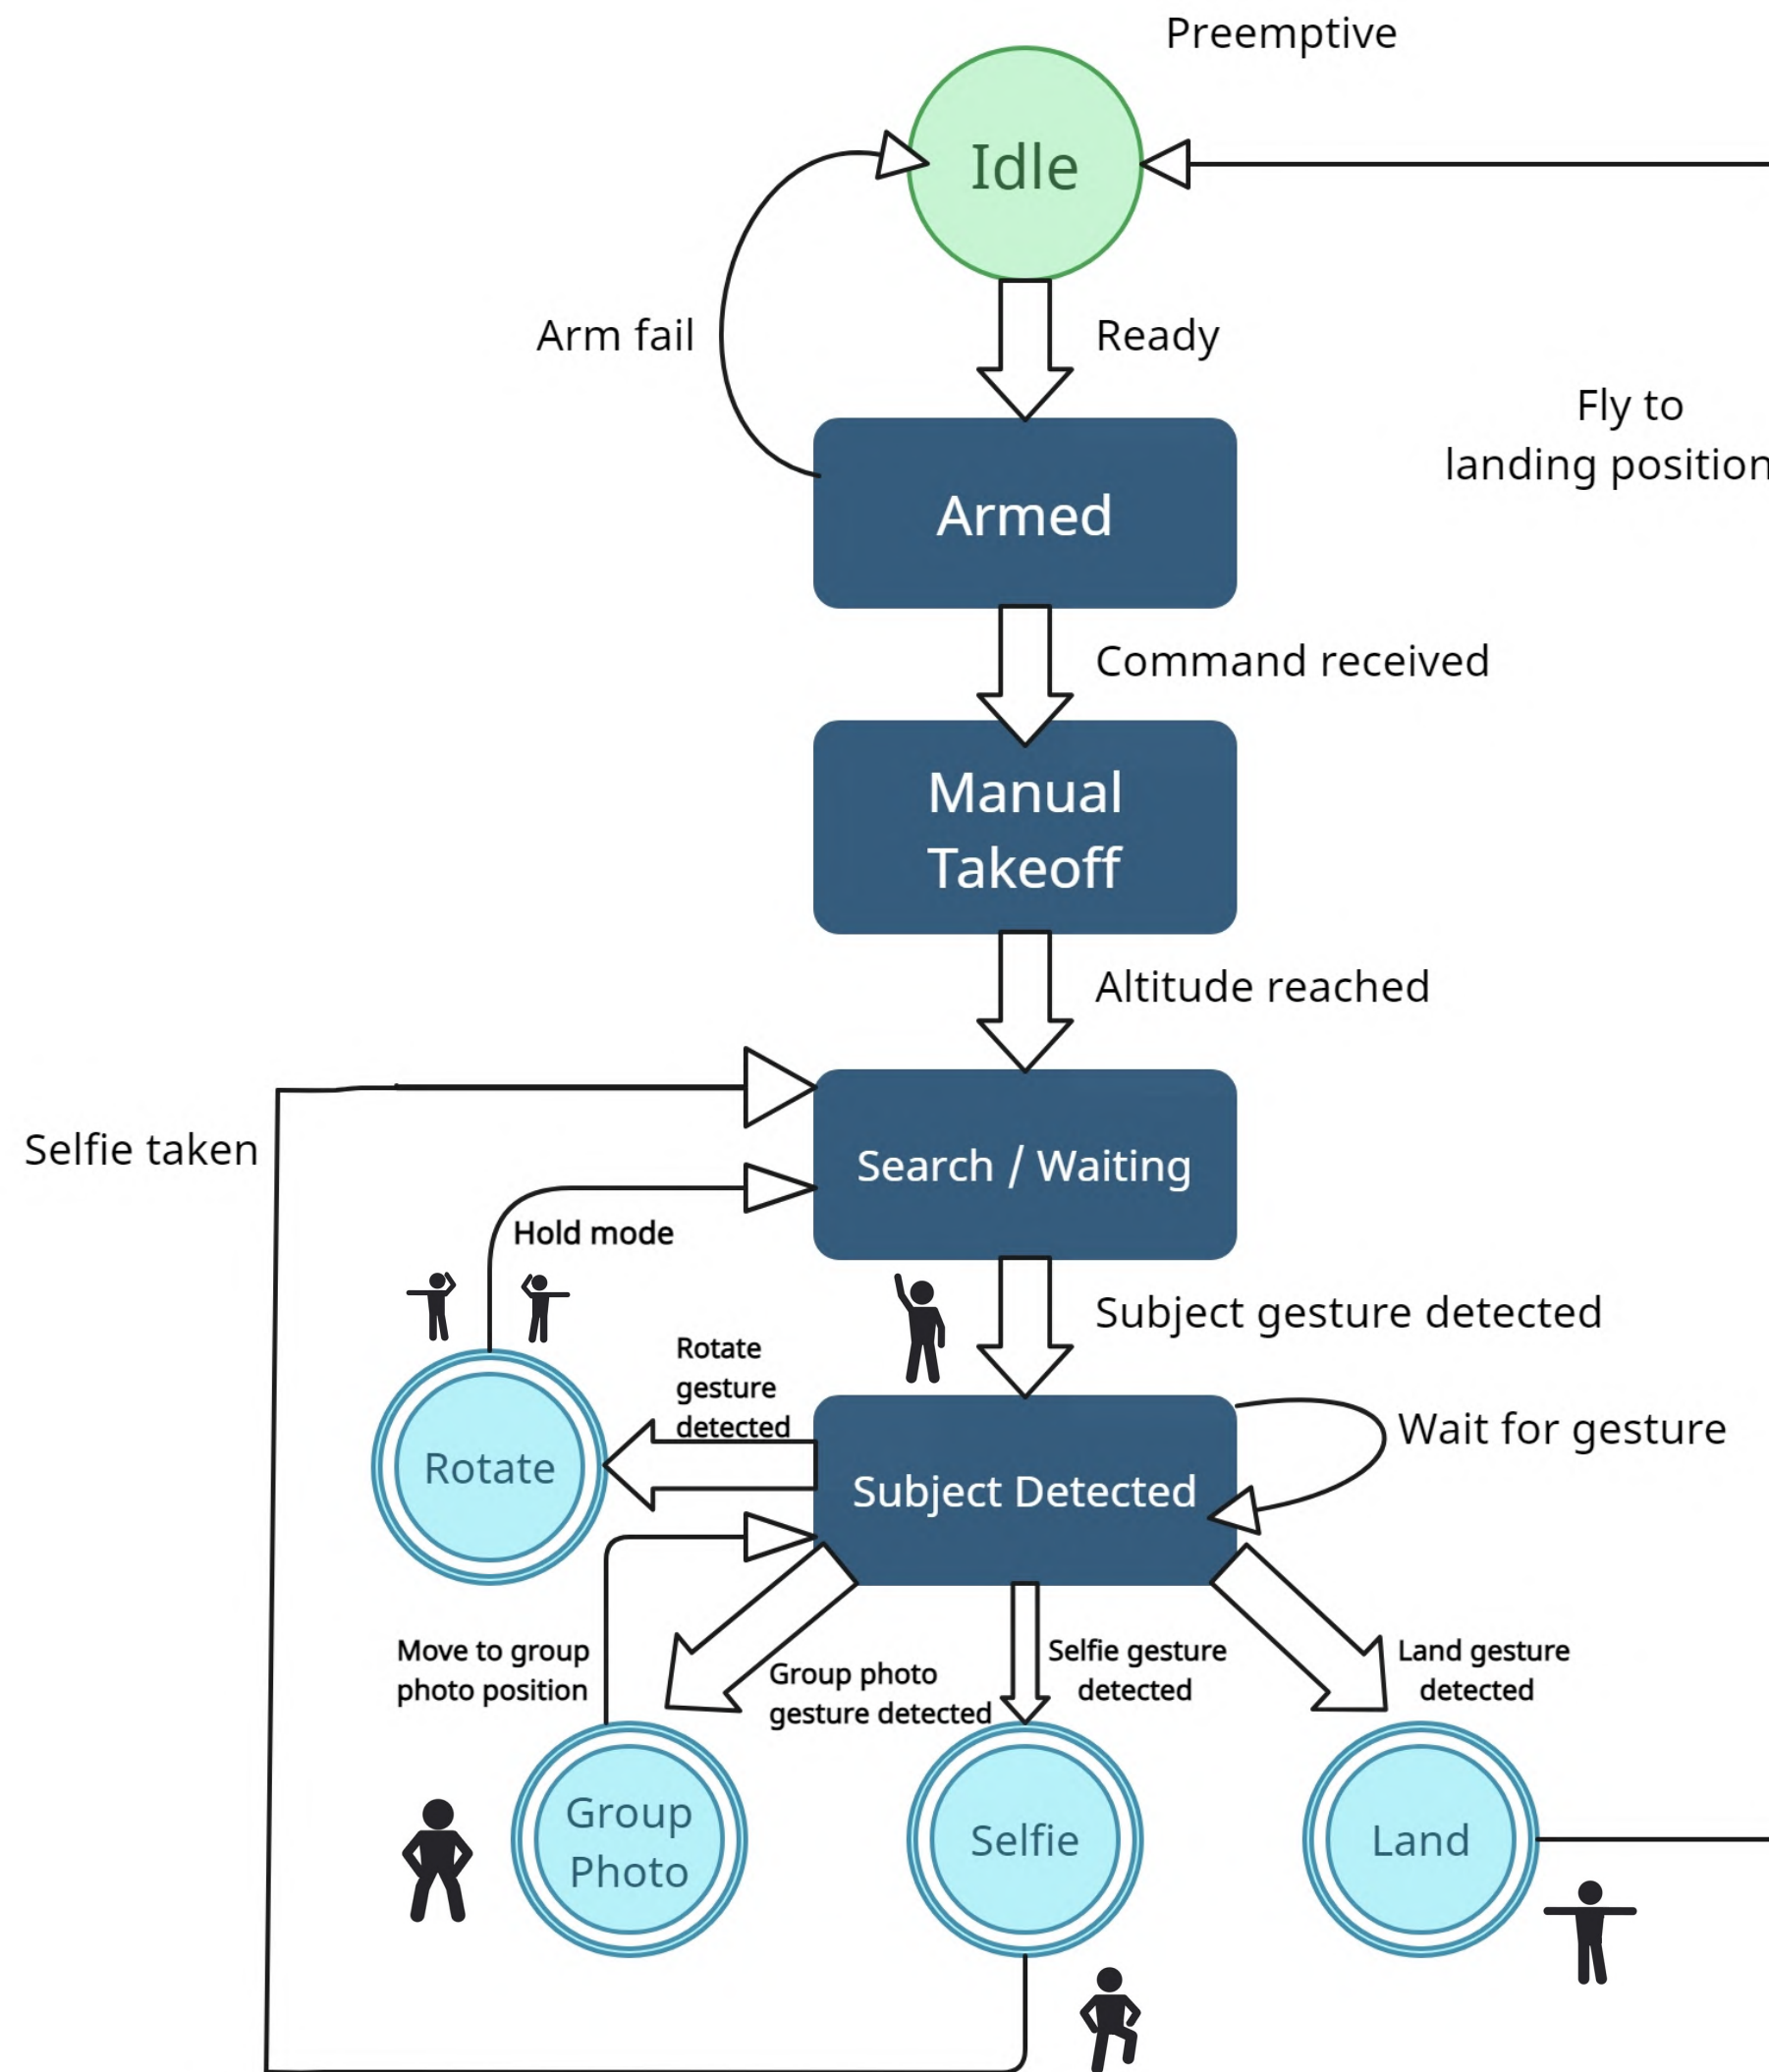 Preemptive
Idle
Arm fail
Ready
Fly to
landing position
Armed
Command received
Manual
Takeoff
Altitude reached
Selfie taken
Search / Waiting
Hold mode
Subject gesture detected
Rotate
gesture
detected
Wait for gesture
Rotate
Subject Detected
Move to group
photo position
Group photo
gesture detected
Selfie gesture
detected
Land gesture
detected
Group
Photo
Selfie
Land